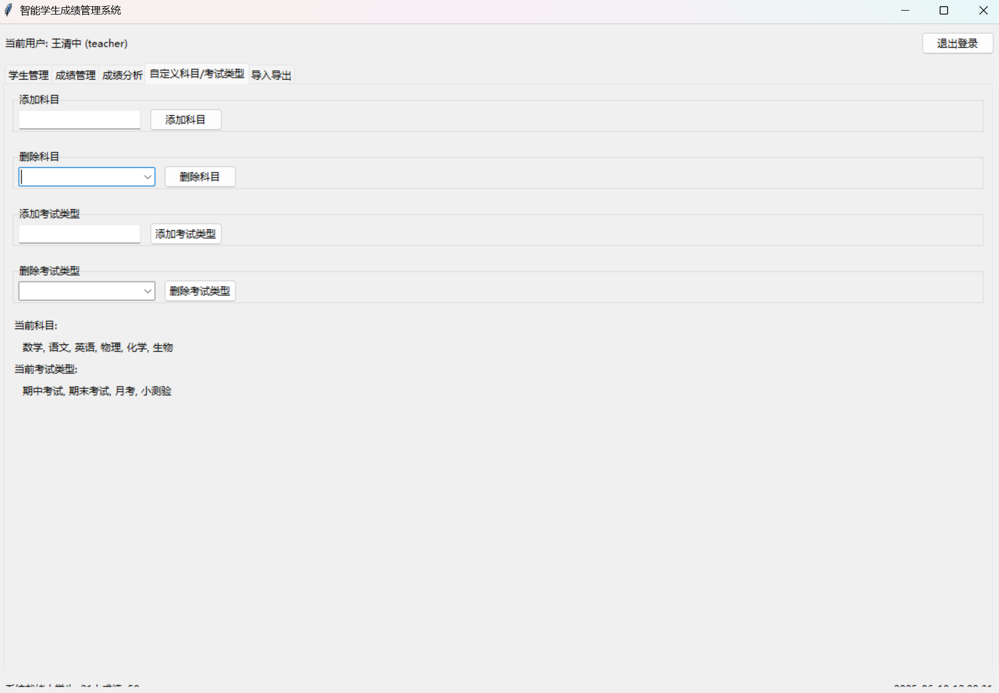 智能学生成绩管理系统
当前用户: 王清中 (teacher)
退出登录
学生管理 成绩管理 成绩分析 自定义科目/考试类型 导入导出
添加科目
添加科目
删除科目
删除科目
添加考试类型
添加考试类型
删除考试类型
删除考试类型
当前科目:
数学, 语文, 英语, 物理, 化学, 生物
当前考试类型:
期中考试, 期末考试, 月考, 小测验